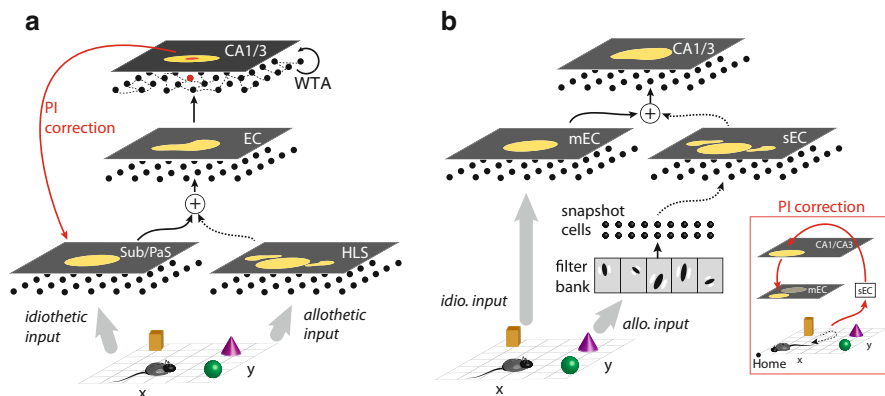 a
CA1/3
WTA
PI
correction
EC
+
Sub/PaS
HLS
idiothetic
input
allothetic
input
x
y
b
CA1/3
+
mEC
sEC
snapshot
cells
filter
bank
idio. input
allo. input
x
y
PI correction
CA1/CA3
mEC
sEC
Home
x
y